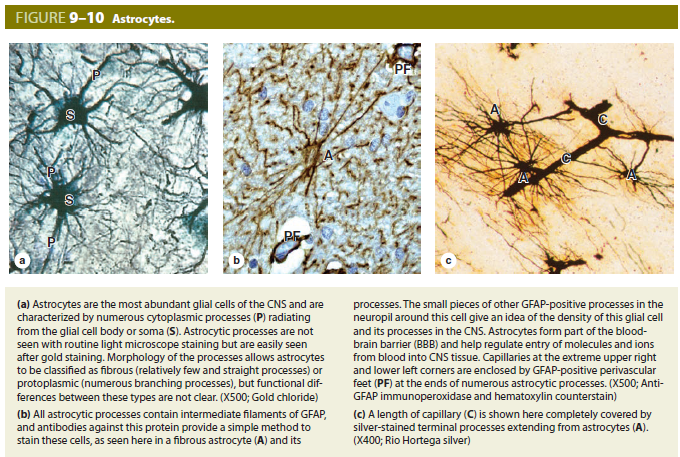 FIGURE 9–10 Astrocytes.
P
S
P
S
P
a
PF
A
PF
b
A
C
C
A
A
c
(a) Astrocytes are the most abundant glial cells of the CNS and are
characterized by numerous cytoplasmic processes (P) radiating
from the glial cell body or soma (S). Astrocytic processes are not
seen with routine light microscope staining but are easily seen
after gold staining. Morphology of the processes allows astrocytes
to be classified as fibrous (relatively few and straight processes) or
protoplasmic (numerous branching processes), but functional dif-
ferences between these types are not clear. (X500; Gold chloride)
(b) All astrocytic processes contain intermediate filaments of GFAP,
and antibodies against this protein provide a simple method to
stain these cells, as seen here in a fibrous astrocyte (A) and its
processes. The small pieces of other GFAP-positive processes in the
neuropil around this cell give an idea of the density of this glial cell
and its processes in the CNS. Astrocytes form part of the blood-
brain barrier (BBB) and help regulate entry of molecules and ions
from blood into CNS tissue. Capillaries at the extreme upper right
and lower left corners are enclosed by GFAP-positive perivascular
feet (PF) at the ends of numerous astrocytic processes. (X500; Anti-
GFAP immunoperoxidase and hematoxylin counterstain)
(c) A length of capillary (C) is shown here completely covered by
silver-stained terminal processes extending from astrocytes (A).
(X400; Rio Hortega silver)